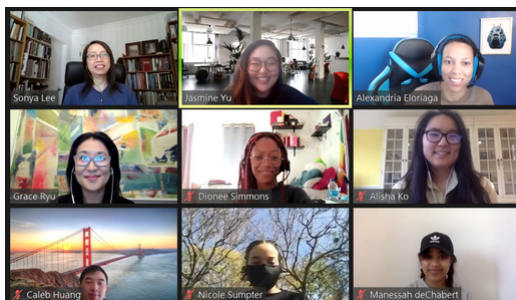 Sonya Lee
Jasmine Yu
Alexandria Eloriaga
Grace Ryu
Dionee Simmons
Alisha Ko
Caleb Huang
Nicole Sumpter
Manessah deChabert